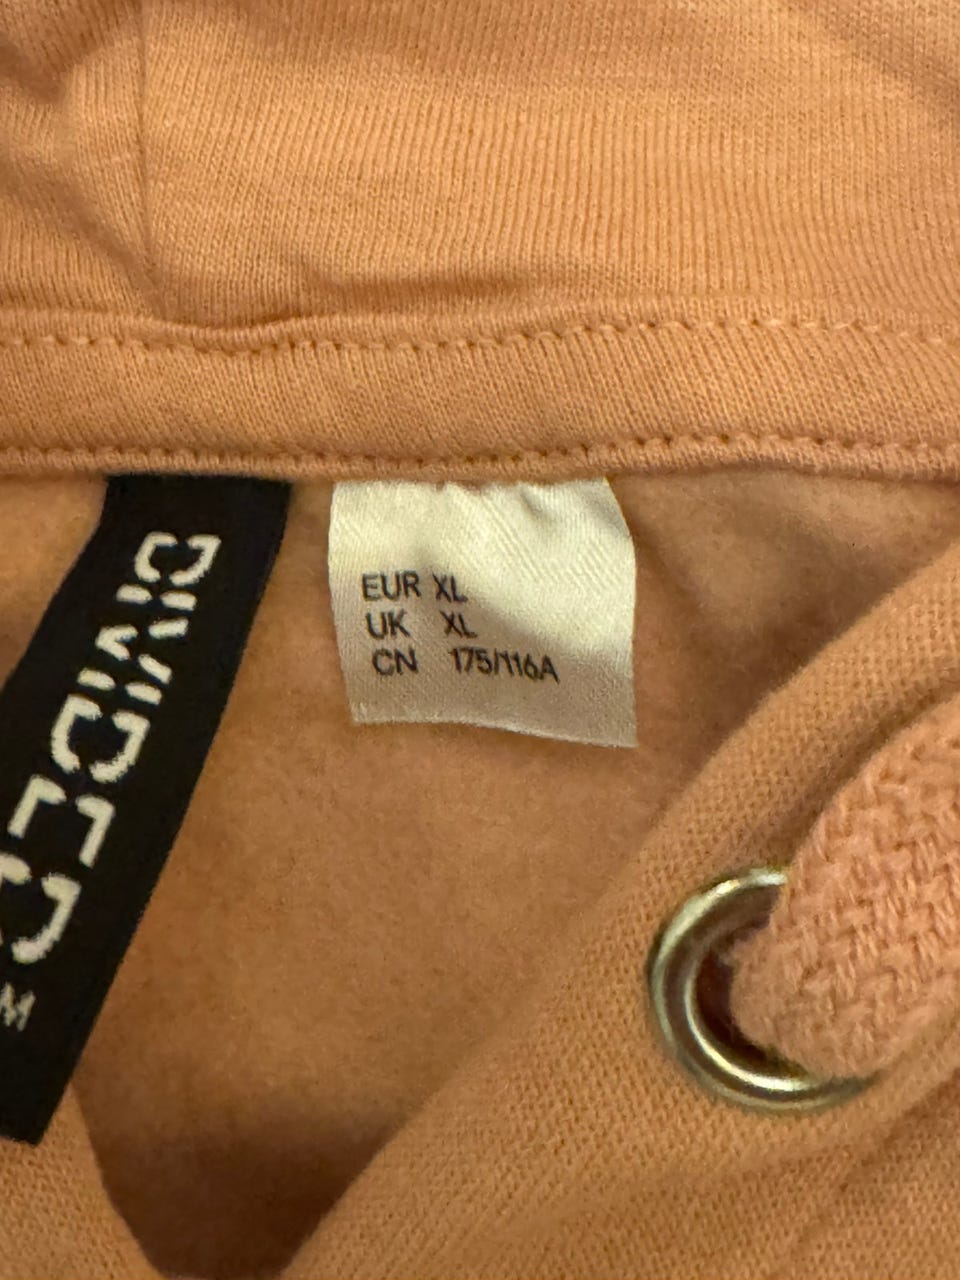 DIVIDED
M
EUR XL
UK XL
CN 175/116A